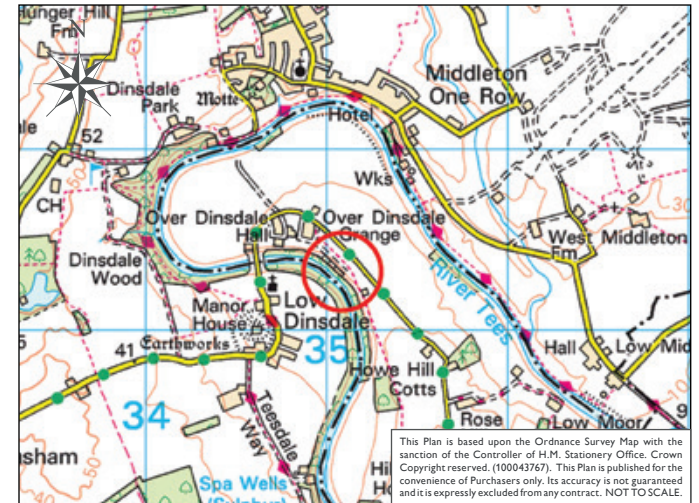 Hunger Hill
Fm
N
Dinsdale
Park
Motte
Middleton
One Row
Hotel
52
CH
Wks
Over Dinsdale
Hall
Over Dinsdale
Grange
West Middleton
Fm
Dinsdale
Wood
River Tees
Manor
House
Low
Dinsdale
Earthworks
41
35
Hall
Low Mid
Howe Hill
Cotts
34
Teesdale
Way
Rose
Low Moor
sham
Spa Wells
(Sulphur)
50
This Plan is based upon the Ordnance Survey Map with the
sanction of the Controller of H.M. Stationery Office. Crown
Copyright reserved. (100043767). This Plan is published for the
convenience of Purchasers only. Its accuracy is not guaranteed
and it is expressly excluded from any contract. NOT TO SCALE.